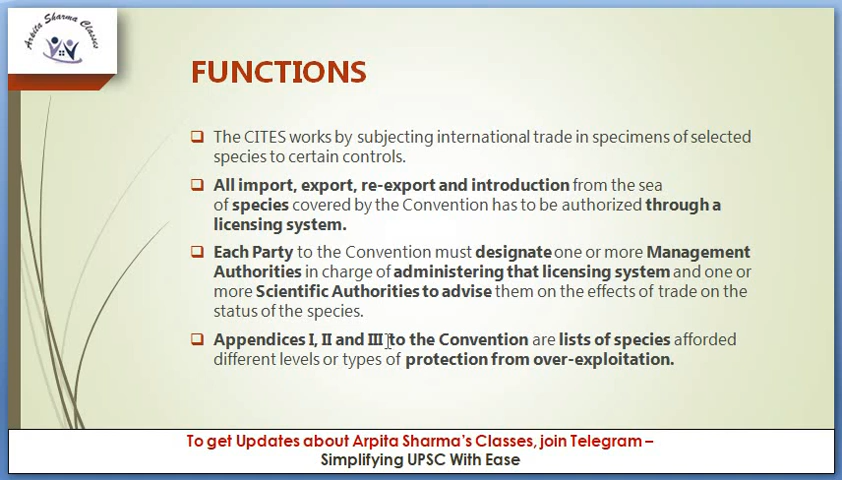 Arpita Sharma Classes
FUNCTIONS
❑ The CITES works by subjecting international trade in specimens of selected
species to certain controls.
❑ All import, export, re-export and introduction from the sea
of species covered by the Convention has to be authorized through a
licensing system.
❑ Each Party to the Convention must designate one or more Management
Authorities in charge of administering that licensing system and one or
more Scientific Authorities to advise them on the effects of trade on the
status of the species.
❑ Appendices I, II and III to the Convention are lists of species afforded
different levels or types of protection from over-exploitation.
To get Updates about Arpita Sharma's Classes, join Telegram –
Simplifying UPSC With Ease